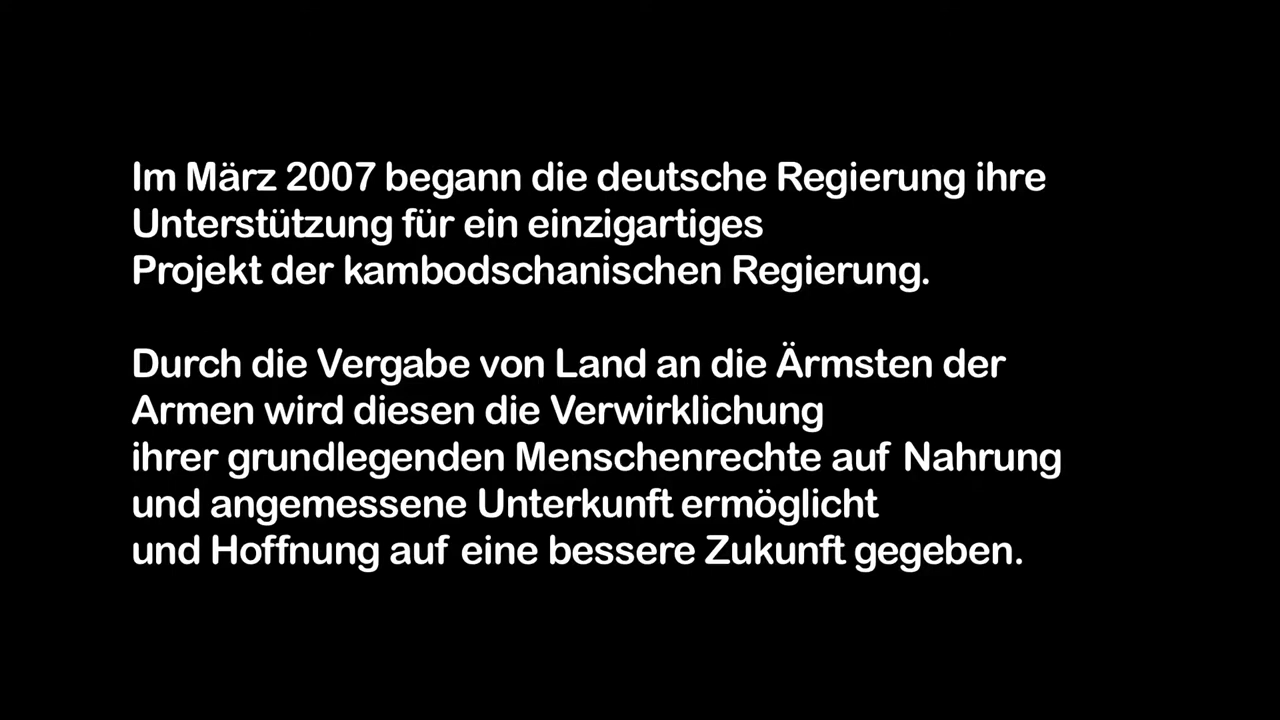 Im März 2007 begann die deutsche Regierung ihre
Unterstützung für ein einzigartiges
Projekt der kambodschanischen Regierung.
Durch die Vergabe von Land an die Ärmsten der
Armen wird diesen die Verwirklichung
ihrer grundlegenden Menschenrechte auf Nahrung
und angemessene Unterkunft ermöglicht
und Hoffnung auf eine bessere Zukunft gegeben.